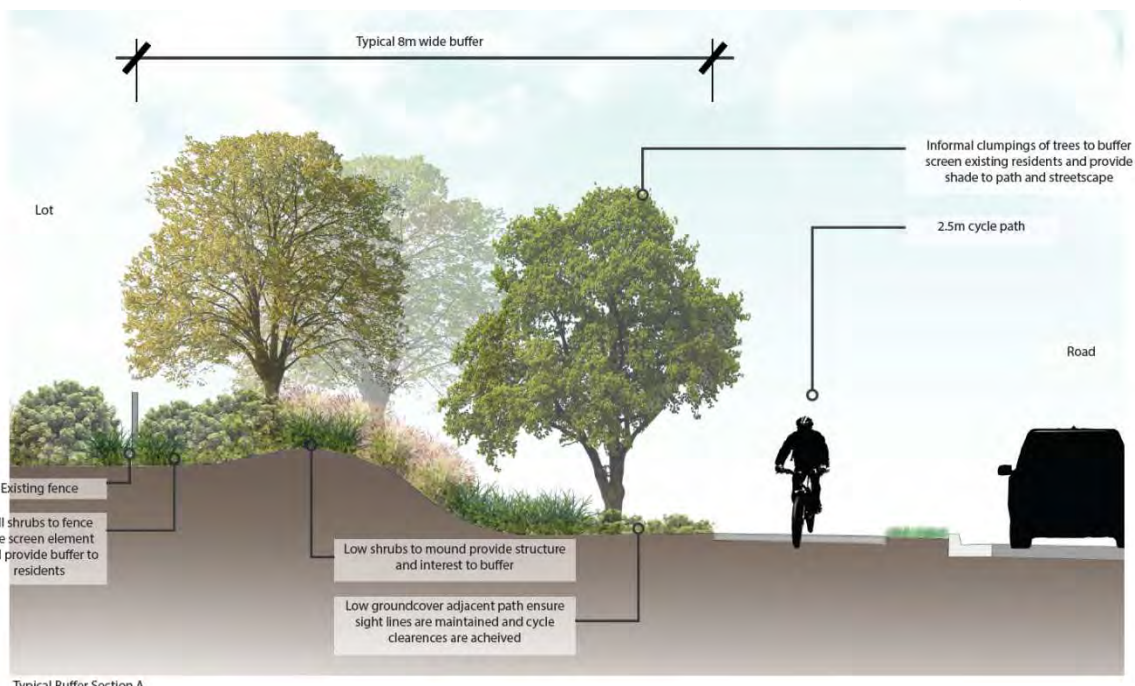 Typical 8m wide buffer
Informal clumpings of trees to buffer
screen existing residents and provide
shade to path and streetscape
Lot
2.5m cycle path
Road
Existing fence
shrubs to fence
screen element
provide buffer to
residents
Low shrubs to mound provide structure
and interest to buffer
Low groundcover adjacent path ensure
sight lines are maintained and cycle
clearences are acheived
Typical Buffer Section A